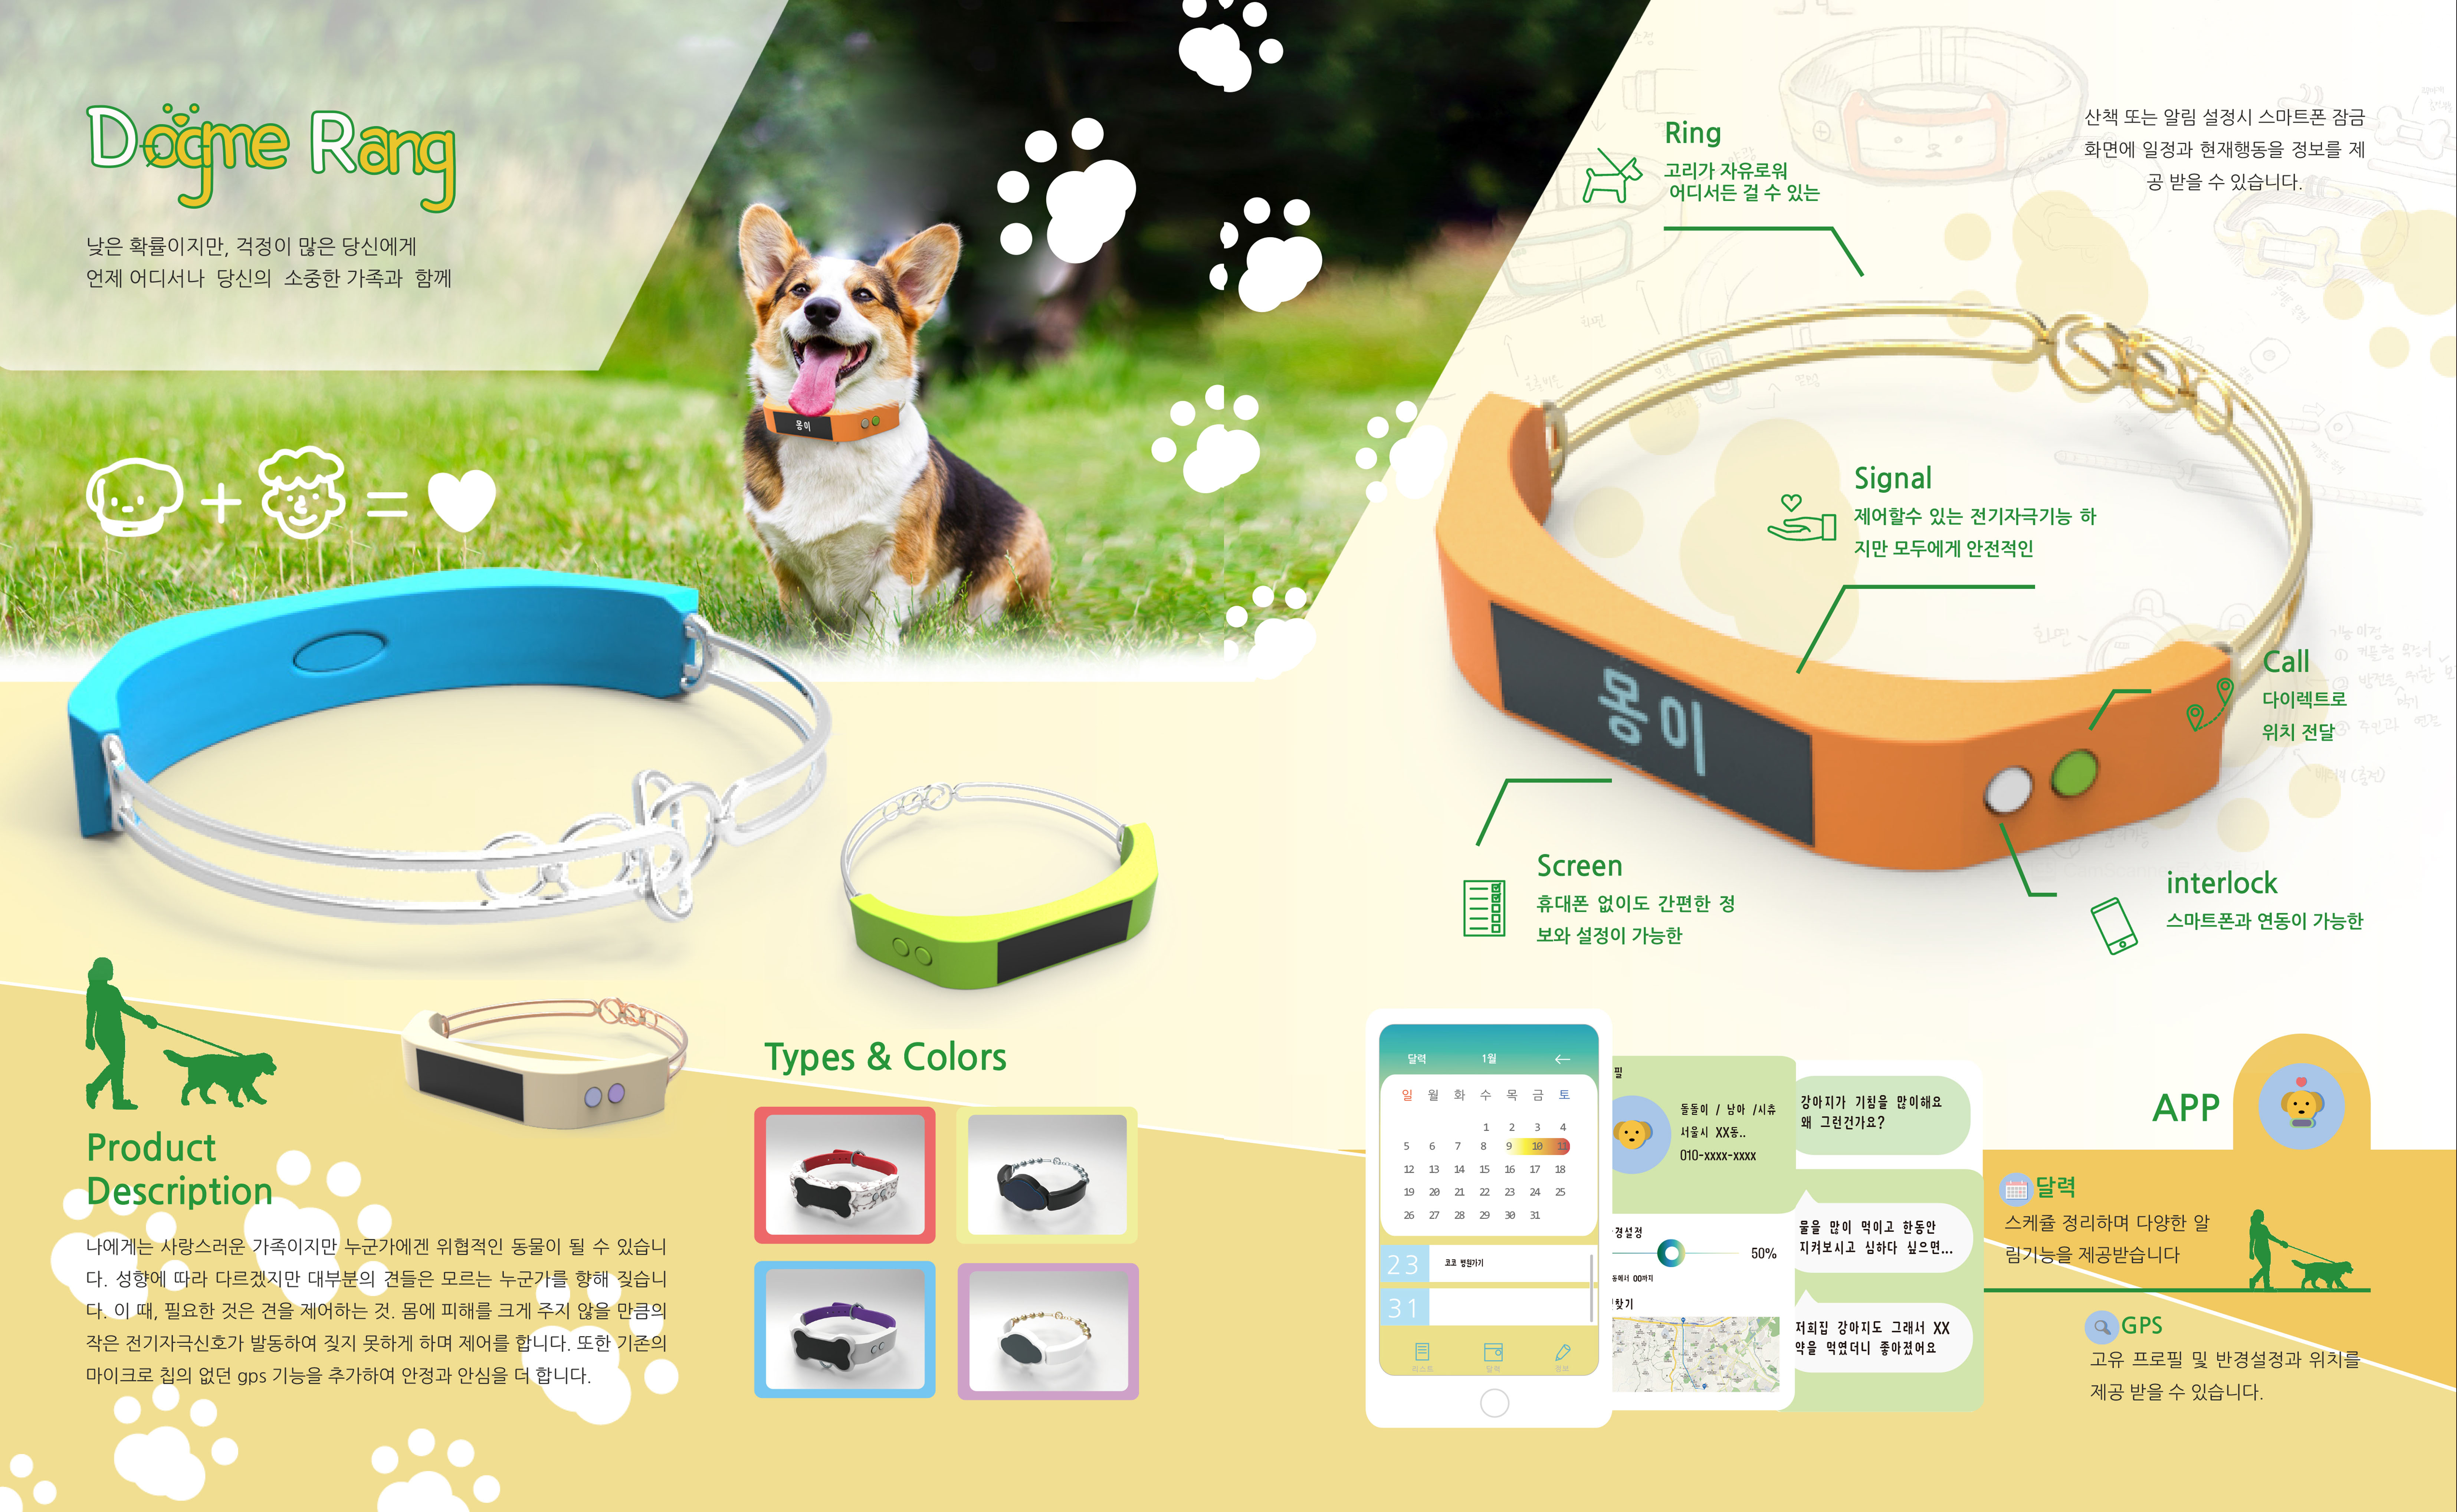 Dogme Rang
낮은 확률이지만, 걱정이 많은 당신에게
언제 어디서나 당신의 소중한 가족과 함께
몽이
Ring
고리가 자유로워
어디서든 걸 수 있는
산책 또는 알림 설정시 스마트폰 잠금
화면에 일정과 현재행동을 정보를 제
공 받을 수 있습니다.
Signal
제어할수 있는 전기자극기능 하
지만 모두에게 안전적인
Call
다이렉트로
위치 전달
몽이
Screen
휴대폰 없이도 간편한 정
보와 설정이 가능한
interlock
스마트폰과 연동이 가능한
Product
Description
나에게는 사랑스러운 가족이지만 누군가에겐 위협적인 동물이 될 수 있습니
다. 성향에 따라 다르겠지만 대부분의 견들은 모르는 누군가를 향해 짖습니
다. 이 때, 필요한 것은 견을 제어하는 것. 몸에 피해를 크게 주지 않을 만큼의
작은 전기자극신호가 발동하여 짖지 못하게 하며 제어를 합니다. 또한 기존의
마이크로 칩의 없던 gps 기능을 추가하여 안정과 안심을 더 합니다.
Types & Colors
달력 1월 ←
일 월 화 수 목 금 토
1 2 3 4
5 6 7 8 9 10 11
12 13 14 15 16 17 18
19 20 21 22 23 24 25
26 27 28 29 30 31
23 코코 병원가기
31
리스트 달력 정보
필
돌돌이 / 남아 /시츄
서울시 XX동..
010-xxxx-xxxx
경설정
50%
동에서 00까지
찾기
강아지가 기침을 많이해요
왜 그런건가요?
물을 많이 먹이고 한동안
지켜보시고 심하다 싶으면...
저희집 강아지도 그래서 XX
약을 먹였더니 좋아졌어요
APP
달력
스케쥴 정리하며 다양한 알
림기능을 제공받습니다
GPS
고유 프로필 및 반경설정과 위치를
제공 받을 수 있습니다.